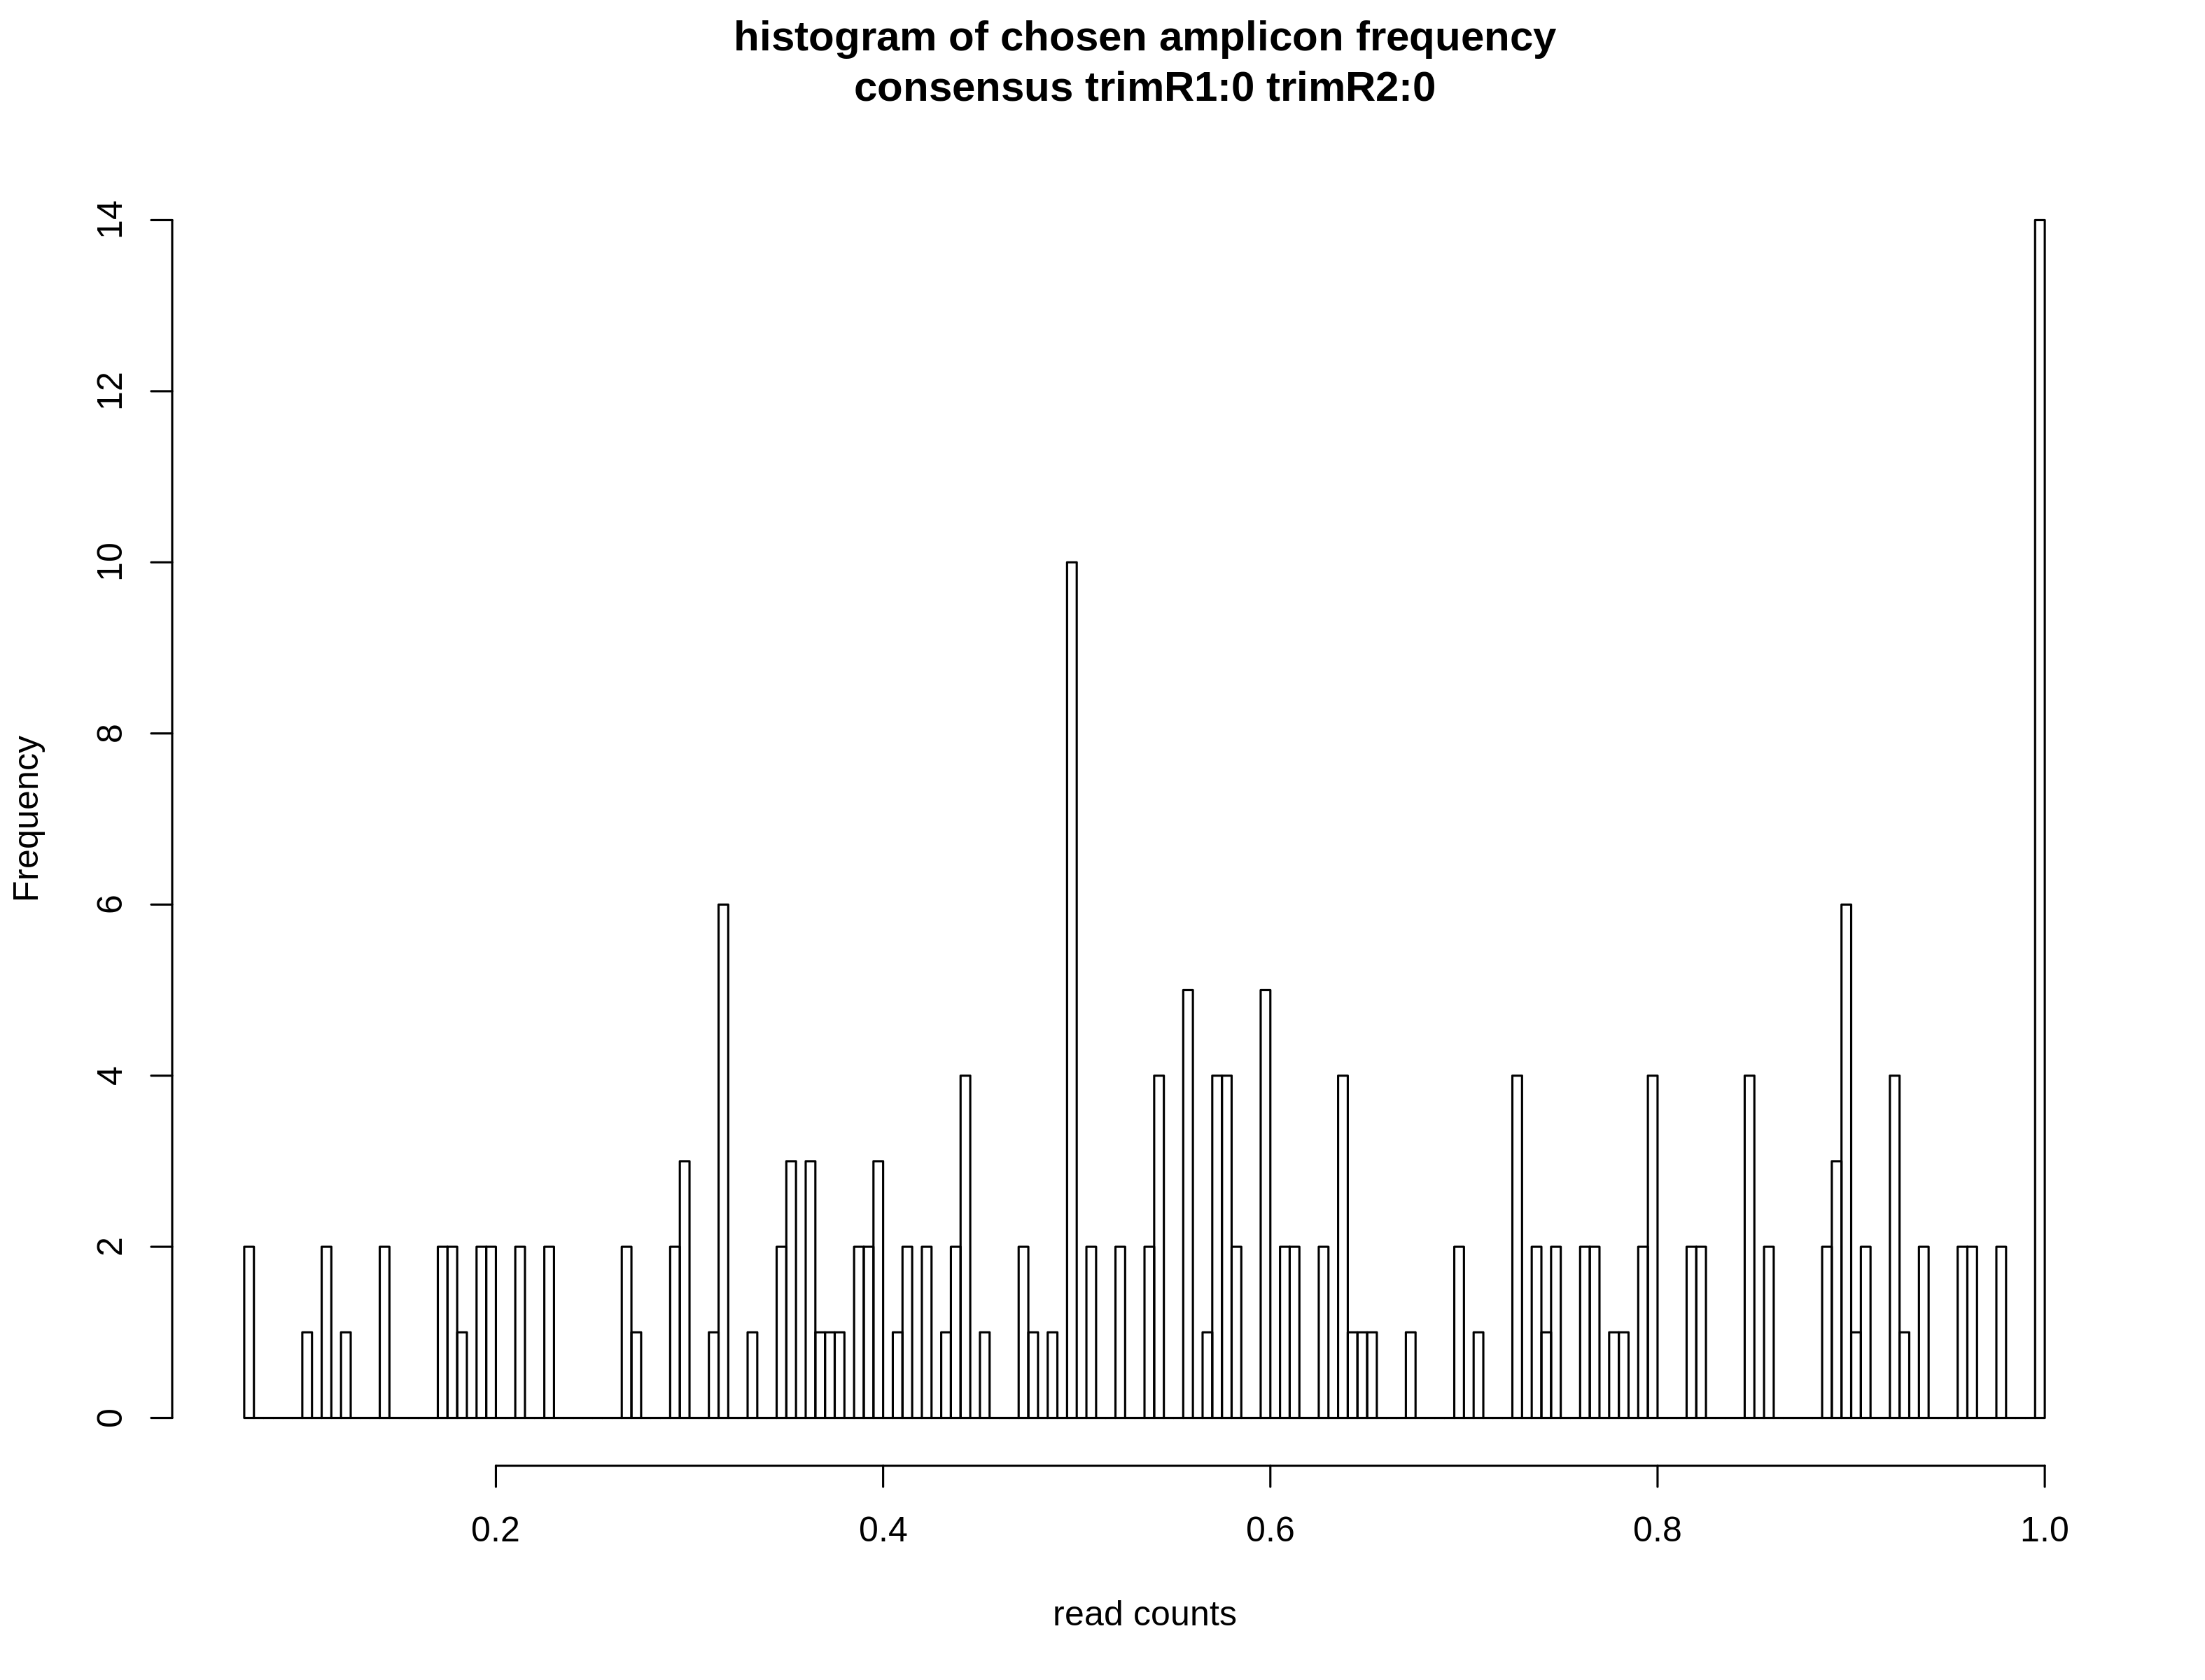 histogram of chosen amplicon frequency
consensus trimR1:0 trimR2:0
14
12
10
8
6
4
2
0
Frequency
0.2 0.4 0.6 0.8 1.0
read counts